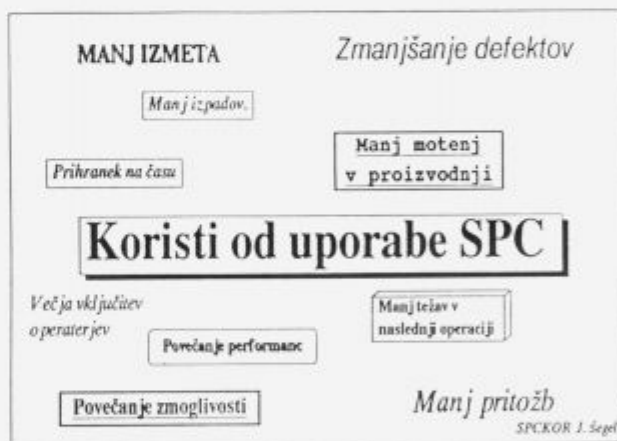 MANJ IZMETA
Zmanjšanje defektov
Manj izpadov.
Manj motenj
v proizvodnji
Prihranek na času
Koristi od uporabe SPC
Večja vključitev
operaterjev
Manj težav v
naslednji operaciji
Povečanje performanc
Povečanje zmoglivosti
Manj pritožb
SPCKOR J. Šegel